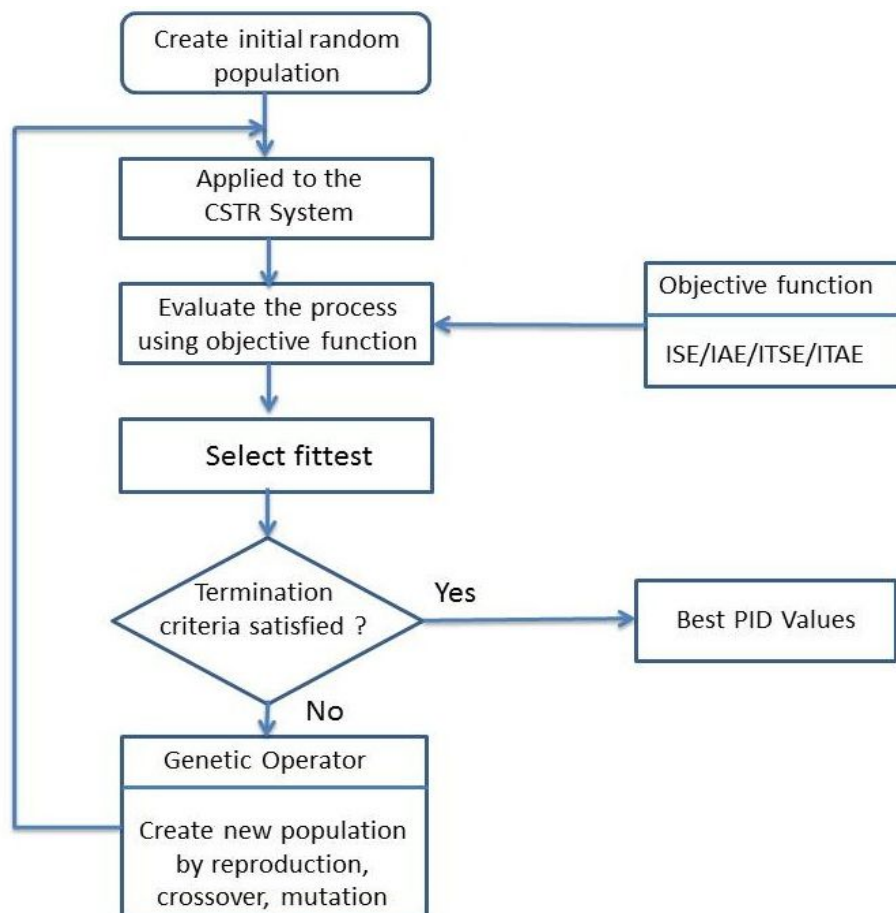 Create initial random
population
Applied to the
CSTR System
Evaluate the process
using objective function
Objective function
ISE/IAE/ITSE/ITAE
Select fittest
Termination
criteria satisfied ?
Yes
Best PID Values
No
Genetic Operator
Create new population
by reproduction,
crossover, mutation